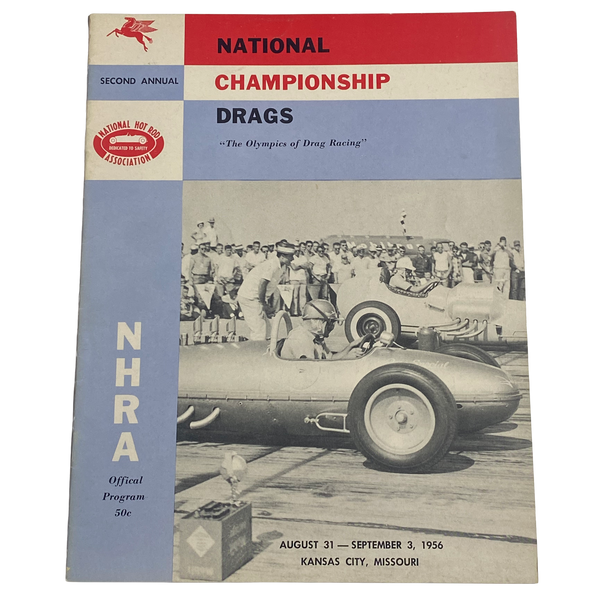 NATIONAL
CHAMPIONSHIP
DRAGS
"The Olympics of Drag Racing"
SECOND ANNUAL
NATIONAL HOT ROD
DEDICATED TO SAFETY
ASSOCIATION
NHRA
Offical
Program
50c
AUGUST 31 — SEPTEMBER 3, 1956
KANSAS CITY, MISSOURI